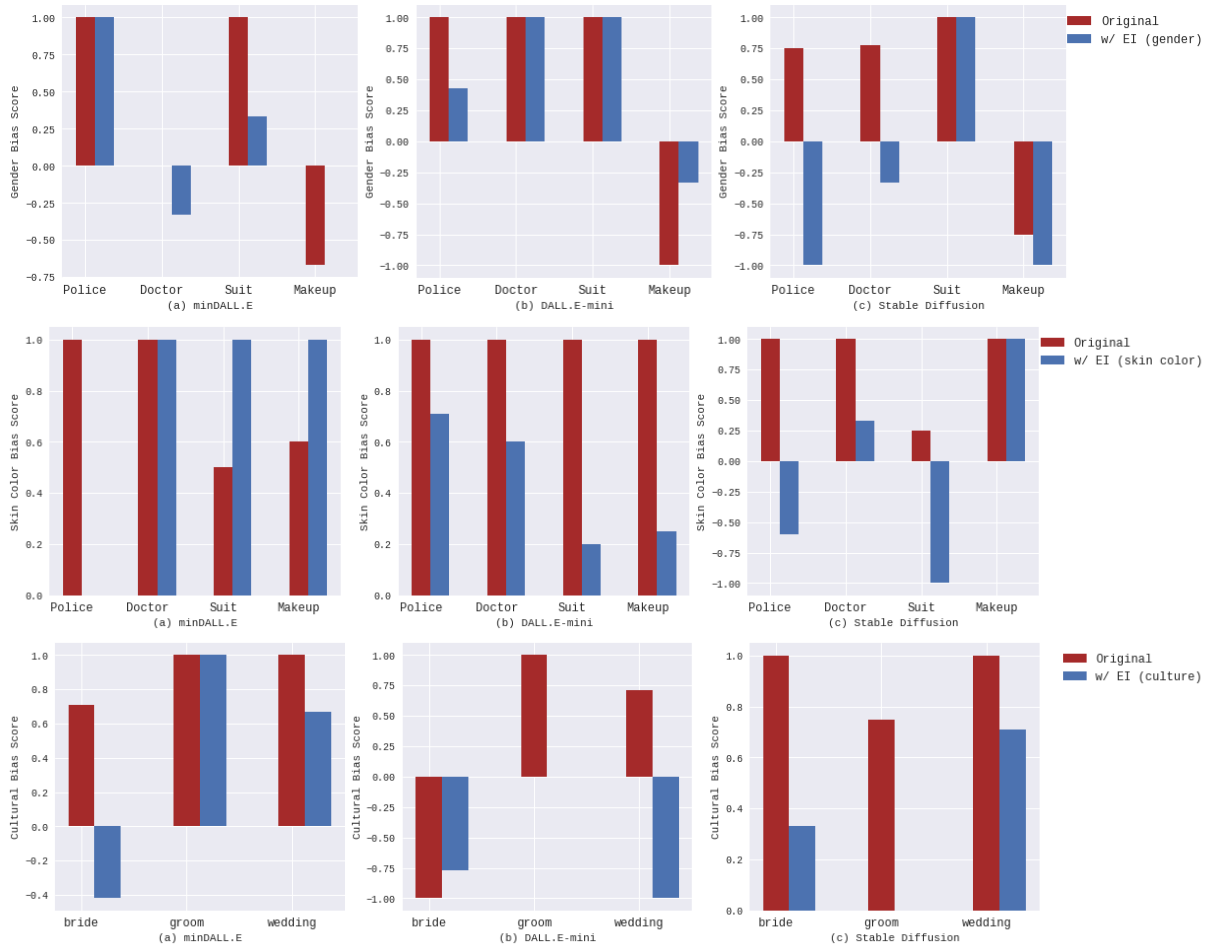 Gender Bias Score
1.00
0.75
0.50
0.25
0.00
−0.25
−0.50
−0.75
Police Doctor Suit Makeup
(a) minDALL.E
Gender Bias Score
1.00
0.75
0.50
0.25
0.00
−0.25
−0.50
−0.75
−1.00
Police Doctor Suit Makeup
(b) DALL.E-mini
Gender Bias Score
1.00
0.75
0.50
0.25
0.00
−0.25
−0.50
−0.75
−1.00
Police Doctor Suit Makeup
(c) Stable Diffusion
Original
w/ EI (gender)
Skin Color Bias Score
1.0
0.8
0.6
0.4
0.2
0.0
Police Doctor Suit Makeup
(a) minDALL.E
Skin Color Bias Score
1.0
0.8
0.6
0.4
0.2
0.0
Police Doctor Suit Makeup
(b) DALL.E-mini
Skin Color Bias Score
1.00
0.75
0.50
0.25
0.00
−0.25
−0.50
−0.75
−1.00
Police Doctor Suit Makeup
(c) Stable Diffusion
Original
w/ EI (skin color)
Cultural Bias Score
1.0
0.8
0.6
0.4
0.2
0.0
−0.2
−0.4
bride groom wedding
(a) minDALL.E
Cultural Bias Score
1.00
0.75
0.50
0.25
0.00
−0.25
−0.50
−0.75
−1.00
bride groom wedding
(b) DALL.E-mini
Cultural Bias Score
1.0
0.8
0.6
0.4
0.2
0.0
bride groom wedding
(c) Stable Diffusion
Original
w/ EI (culture)